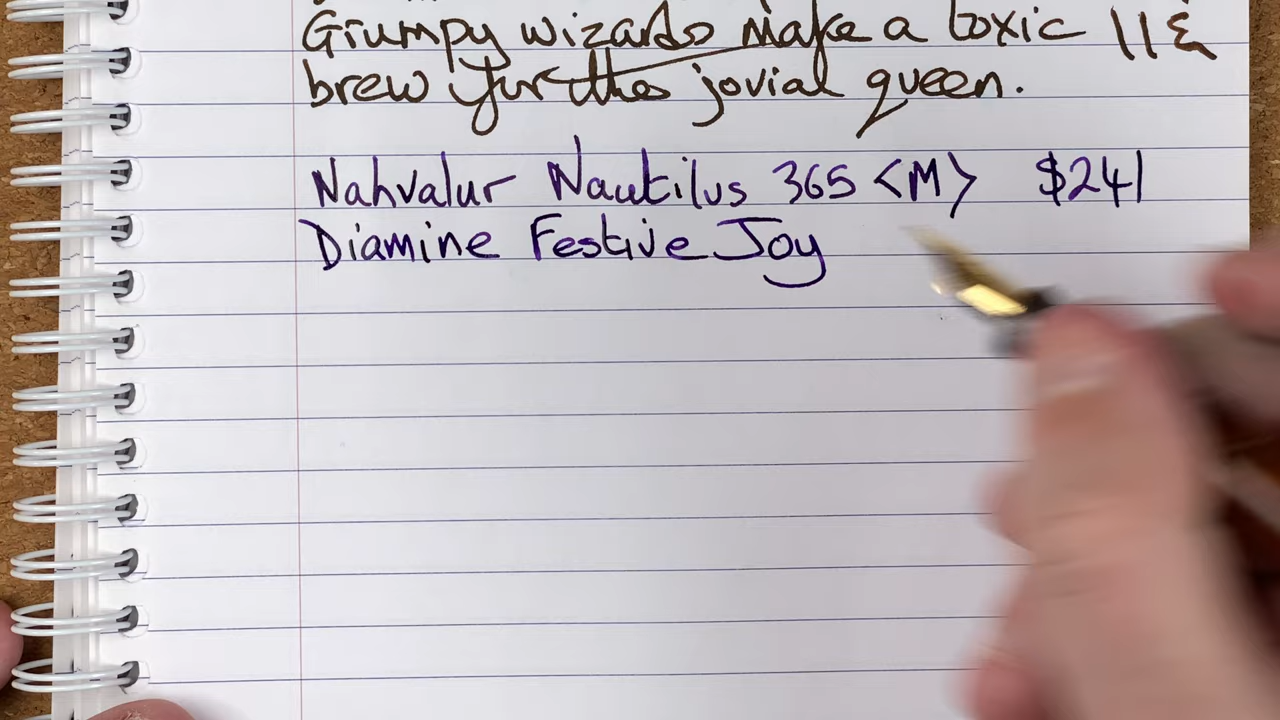 Grumpy wizards make a toxic
brew for the jovial queen.
Nahvalur Nautilus 365 <M> $241
Diamine Festive Joy